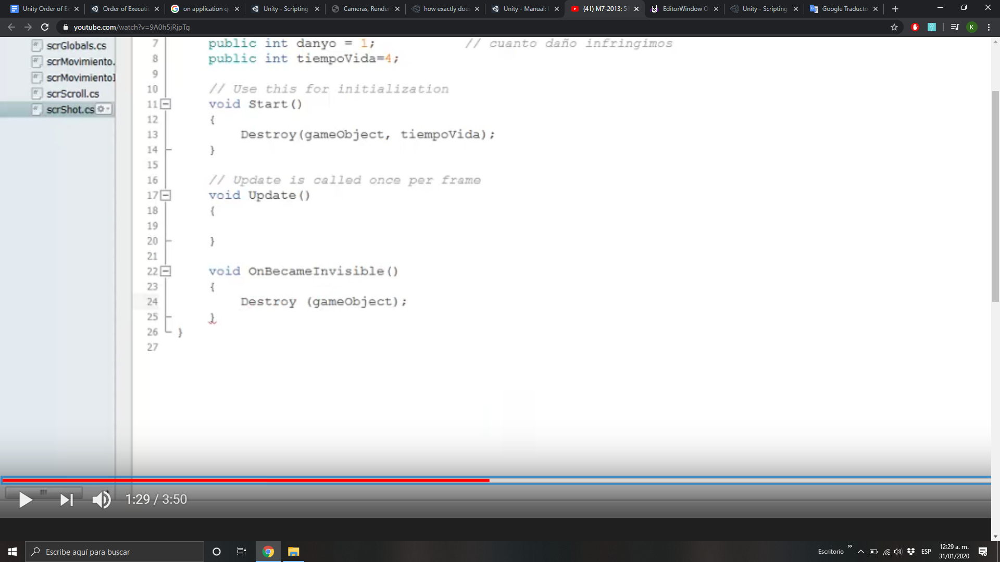 Unity Order of E
Order of Executi
on application q
Unity - Scripting
Cameras, Render
how exactly doe
Unity - Manual:
(41) M7-2013: 51
EditorWindow O
Unity - Scripting
Google Traducto
youtube.com/watch?v=9A0h5jRjpTg
K
scrGlobals.cs
scrMovimiento.
scrMovimientoI
scrScroll.cs
scrShot.cs
7 public int danyo = 1; // cuanto daño infringimos
8 public int tiempoVida=4;
9
10 // Use this for initialization
11 void Start()
12 {
13 Destroy(gameObject, tiempoVida);
14 }
15
16 // Update is called once per frame
17 void Update()
18 {
19
20 }
21
22 void OnBecameInvisible()
23 {
24 Destroy (gameObject);
25 }
26 }
27
1:29 / 3:50
Escribe aquí para buscar
Escritorio
»
ESP
12:29 a. m.
31/01/2020